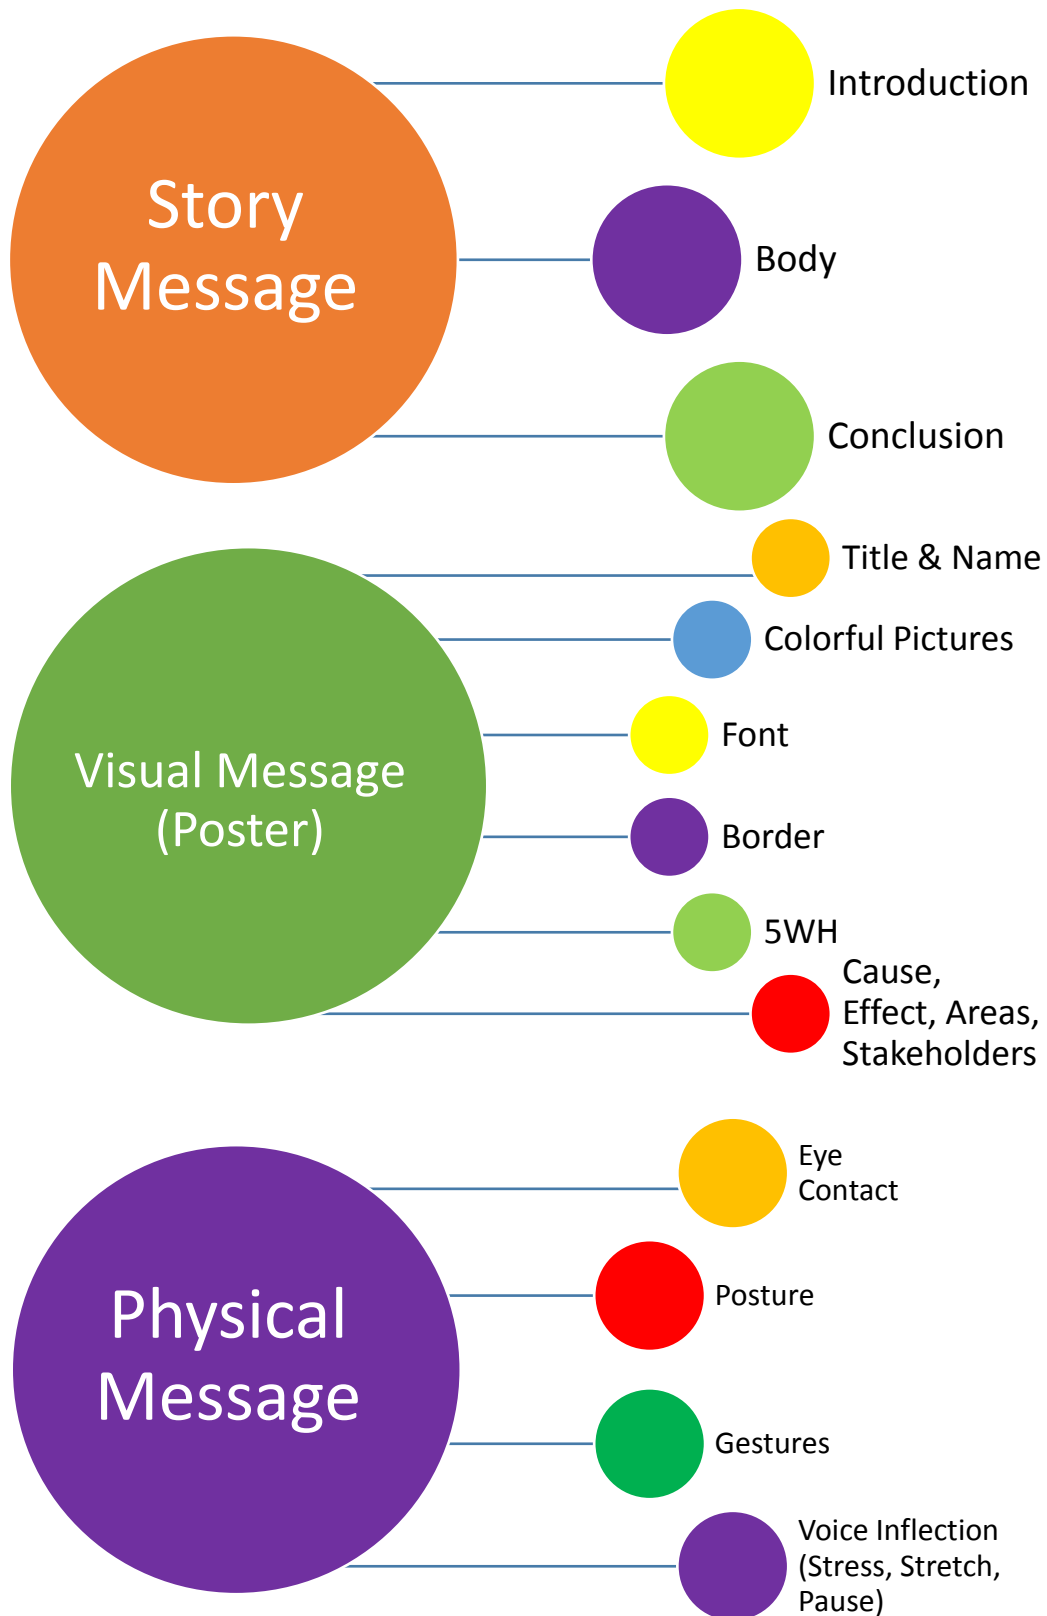 Story
Message
Introduction
Body
Conclusion
Visual Message
(Poster)
Title & Name
Colorful Pictures
Font
Border
5WH
Cause,
Effect, Areas,
Stakeholders
Physical
Message
Eye
Contact
Posture
Gestures
Voice Inflection
(Stress, Stretch,
Pause)